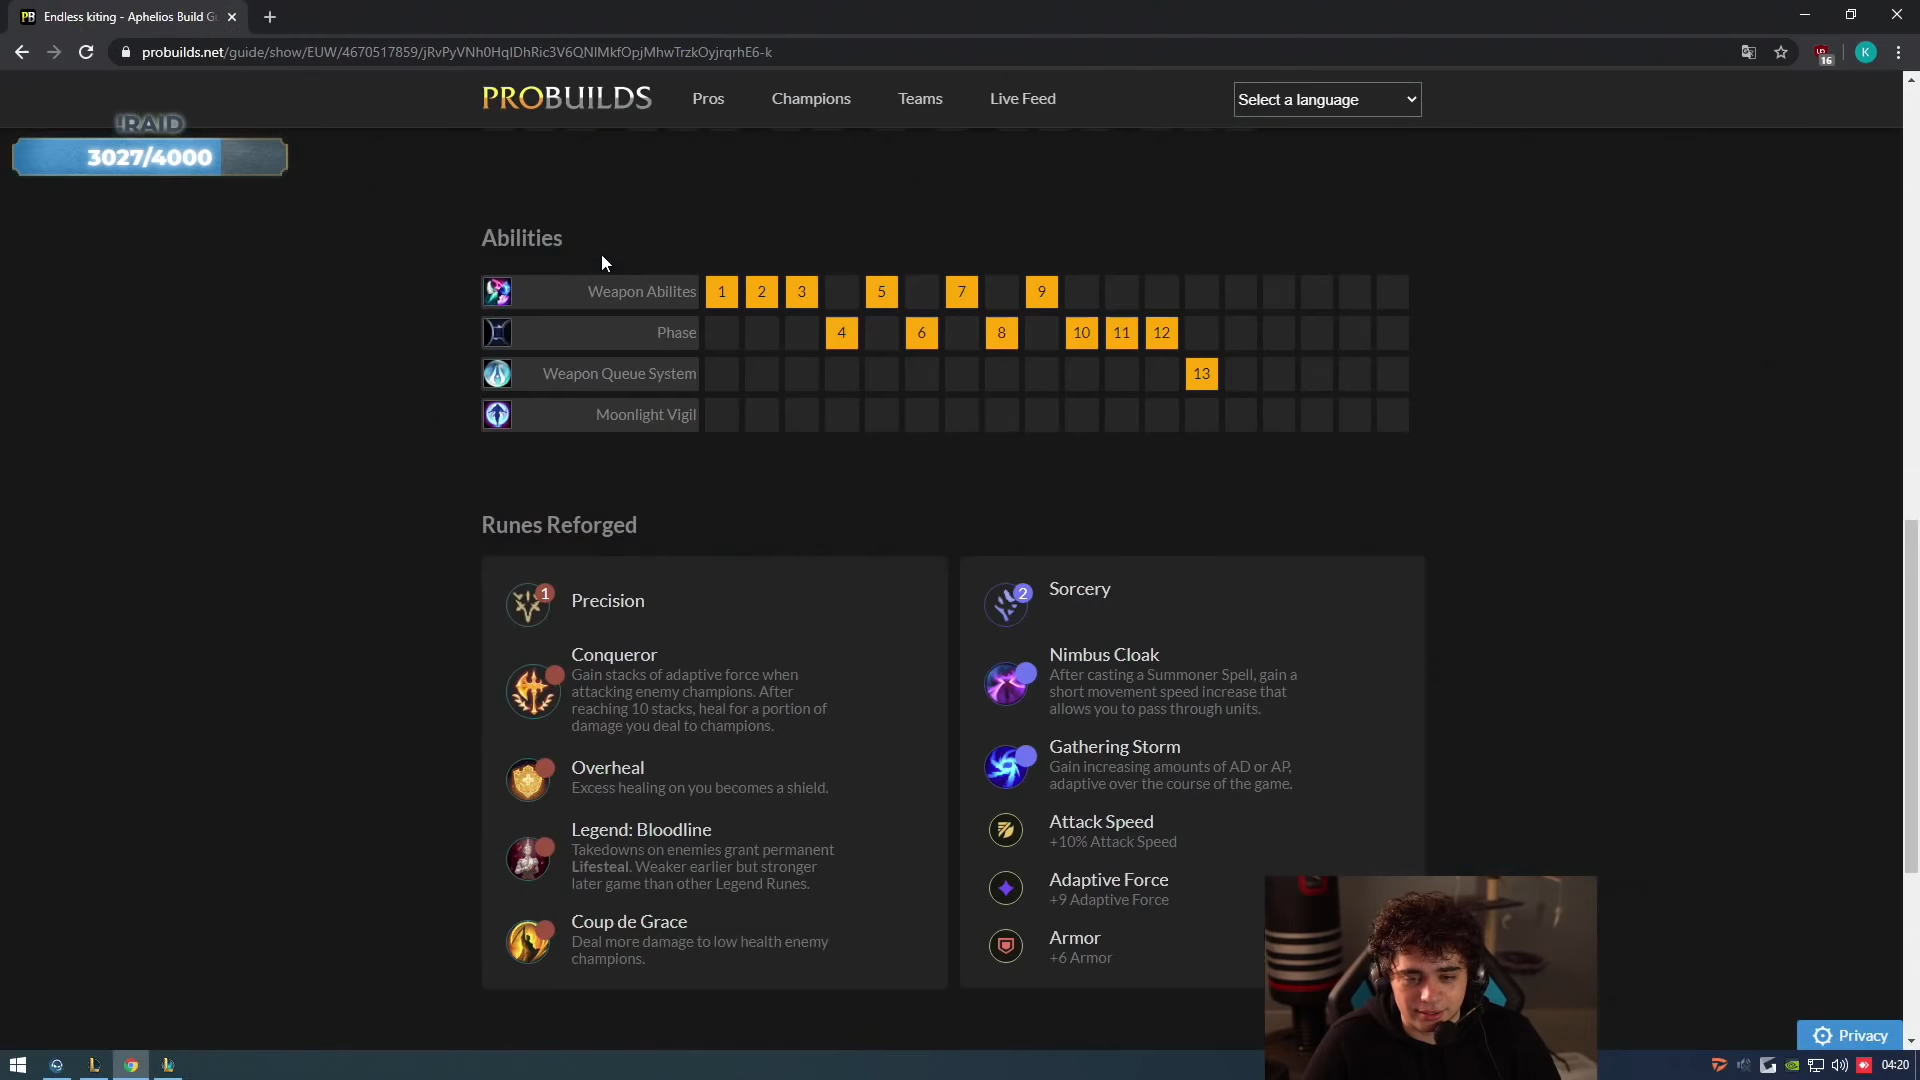 Endless kiting - Aphelios Build G
probuilds.net/guide/show/EUW/4670517859/jRvPyVNh0HqIDhRic3V6QNIMkfOpjMhwTrzkOyjrqrhE6-k
16
K
PROBUILDS
Pros
Champions
Teams
Live Feed
Select a language
!RAID
3027/4000
Abilities
Weapon Abilites 1 2 3 5 7 9
Phase 4 6 8 10 11 12
Weapon Queue System 13
Moonlight Vigil
Runes Reforged
1
Precision
Conqueror
Gain stacks of adaptive force when
attacking enemy champions. After
reaching 10 stacks, heal for a portion of
damage you deal to champions.
Overheal
Excess healing on you becomes a shield.
Legend: Bloodline
Takedowns on enemies grant permanent
Lifesteal. Weaker earlier but stronger
later game than other Legend Runes.
Coup de Grace
Deal more damage to low health enemy
champions.
2
Sorcery
Nimbus Cloak
After casting a Summoner Spell, gain a
short movement speed increase that
allows you to pass through units.
Gathering Storm
Gain increasing amounts of AD or AP,
adaptive over the course of the game.
Attack Speed
+10% Attack Speed
Adaptive Force
+9 Adaptive Force
Armor
+6 Armor
Privacy
04:20